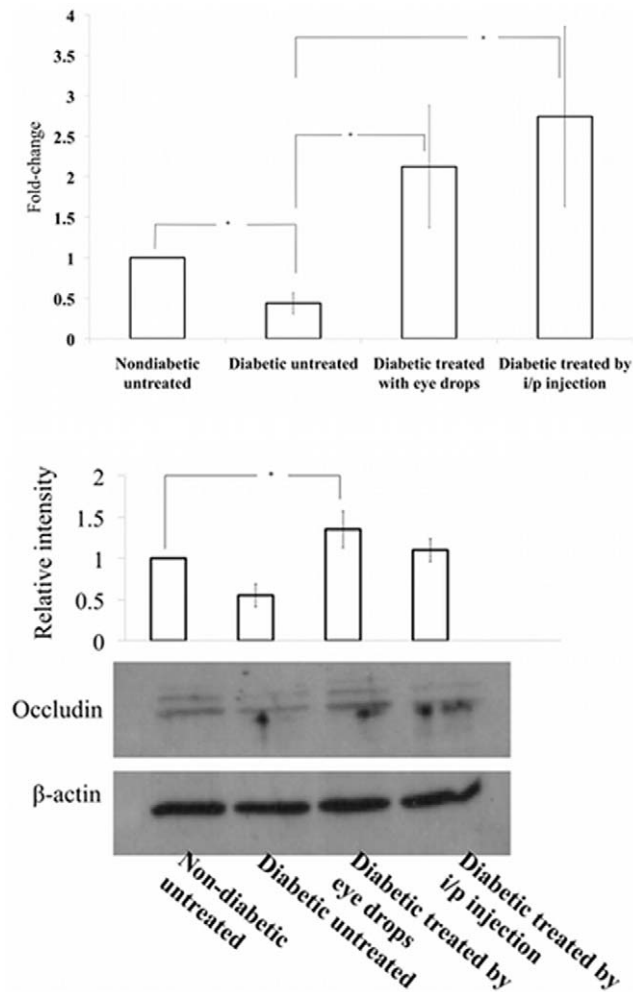 4
3.5
3
2.5
2
1.5
1
0.5
0
Fold-change
*
*
*
Nondiabetic
untreated
Diabetic untreated
Diabetic treated
with eye drops
Diabetic treated by
i/p injection
2
1.5
1
0.5
0
Relative intensity
*
Occludin
β-actin
Non-diabetic
untreated
Diabetic untreated
Diabetic treated by
eye drops
Diabetic treated by
i/p injection